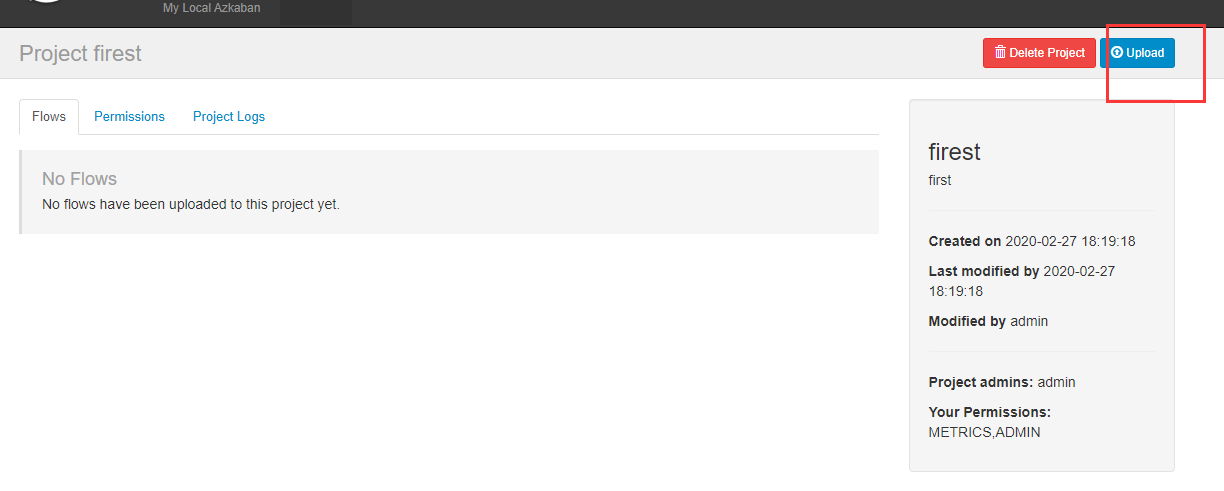 My Local Azkaban
Project firest
Delete Project
Upload
Flows
Permissions
Project Logs
No Flows
No flows have been uploaded to this project yet.
firest
first
Created on 2020-02-27 18:19:18
Last modified by 2020-02-27
18:19:18
Modified by admin
Project admins: admin
Your Permissions:
METRICS,ADMIN